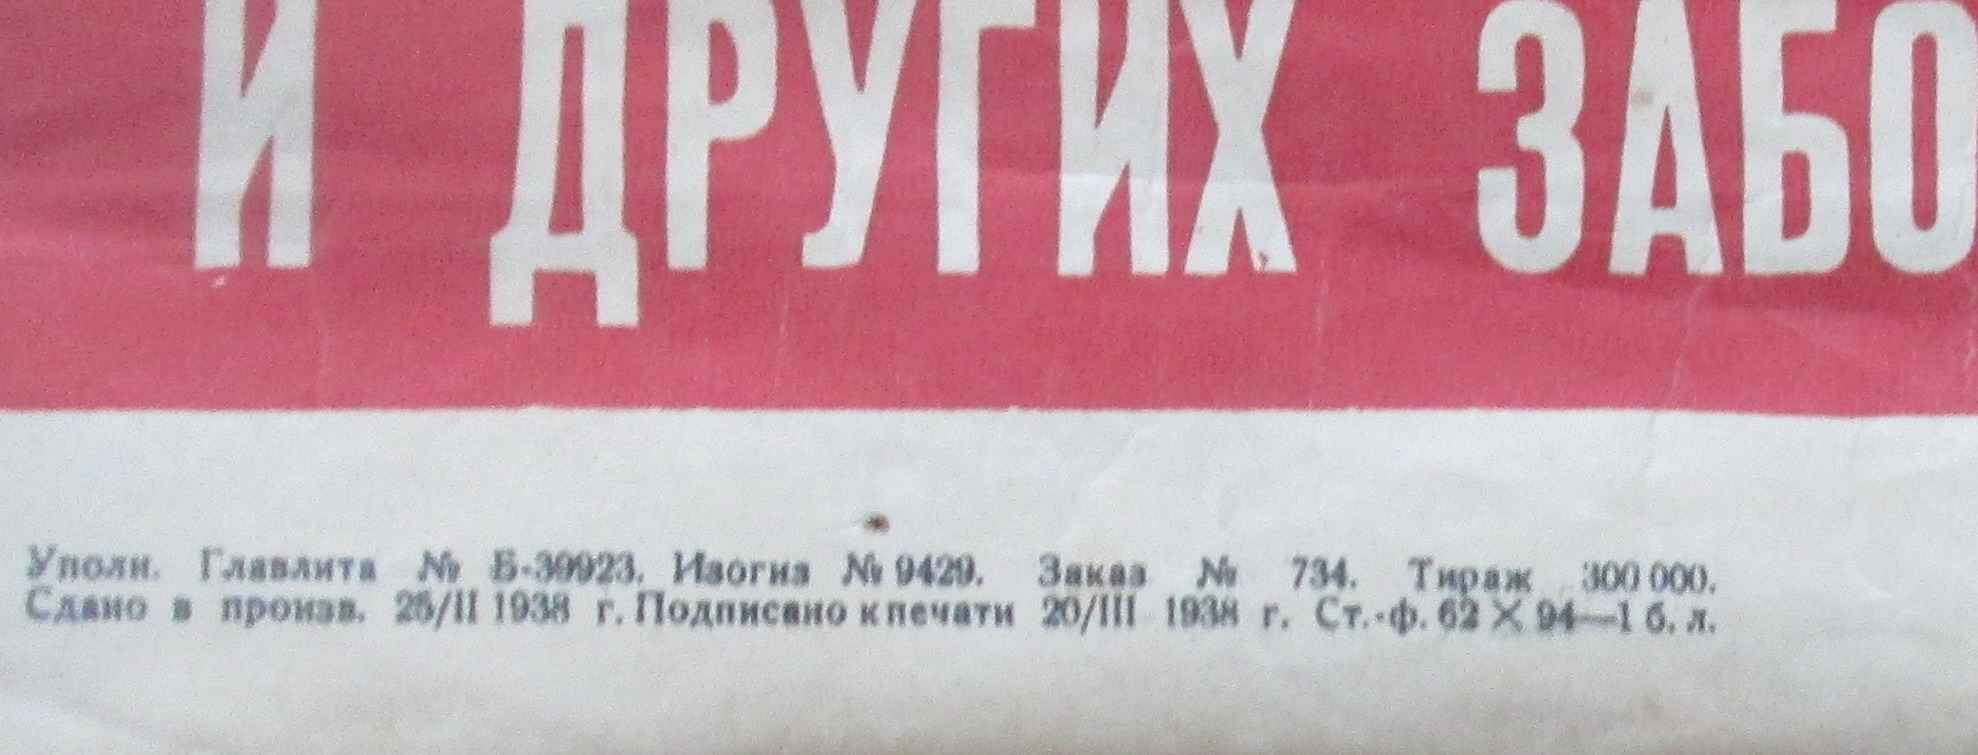 И ДРУГИХ ЗАБО
Уполн. Главлита № Б-39923. Изогиз № 9429. Заказ № 734. Тираж 300 000.
Сдано в произв. 25/II 1938 г. Подписано к печати 20/III 1938 г. Ст.-ф. 62 × 94—1 б. л.